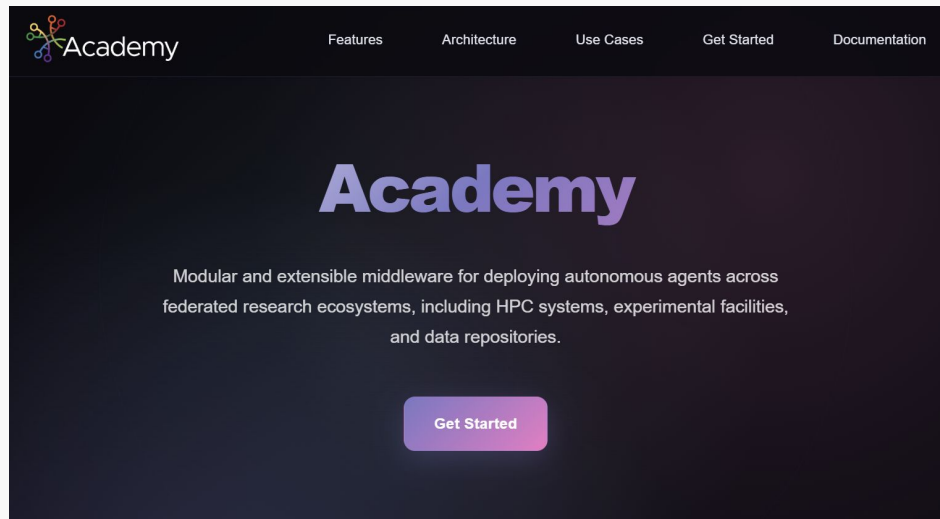 Academy
Features
Architecture
Use Cases
Get Started
Documentation
Academy
Modular and extensible middleware for deploying autonomous agents across
federated research ecosystems, including HPC systems, experimental facilities,
and data repositories.
Get Started